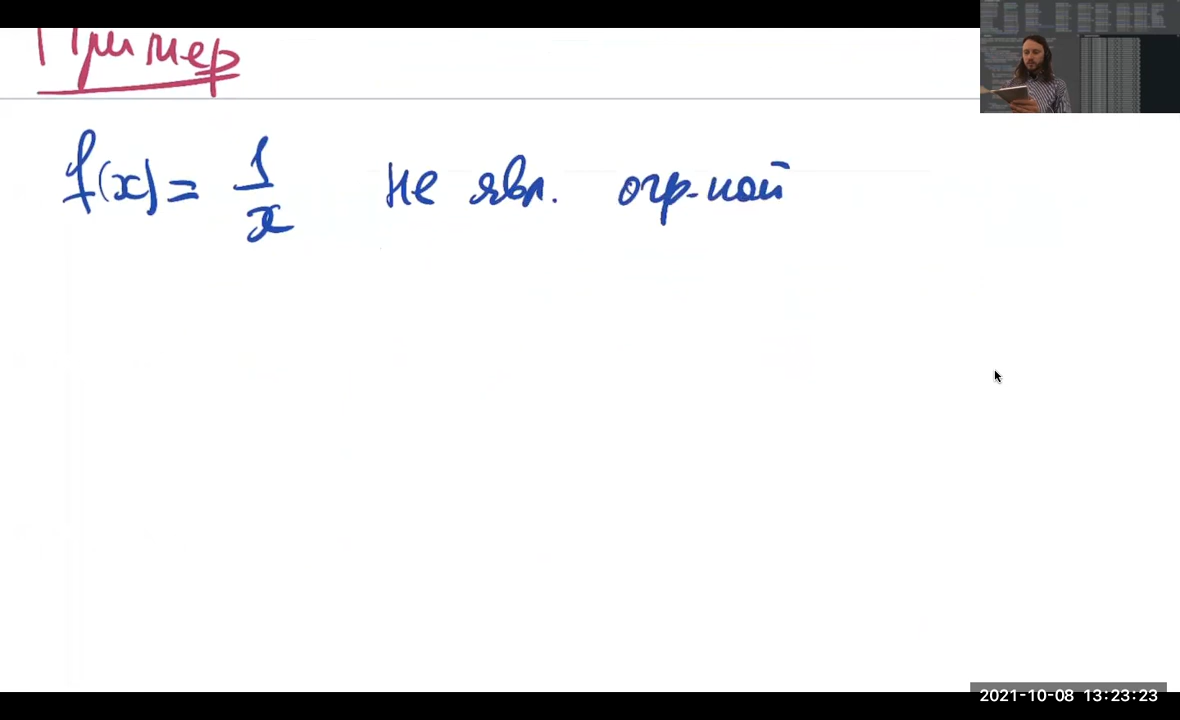 Пример
f(x) = 1/x не явл. огр-ной
2021-10-08 13:23:23